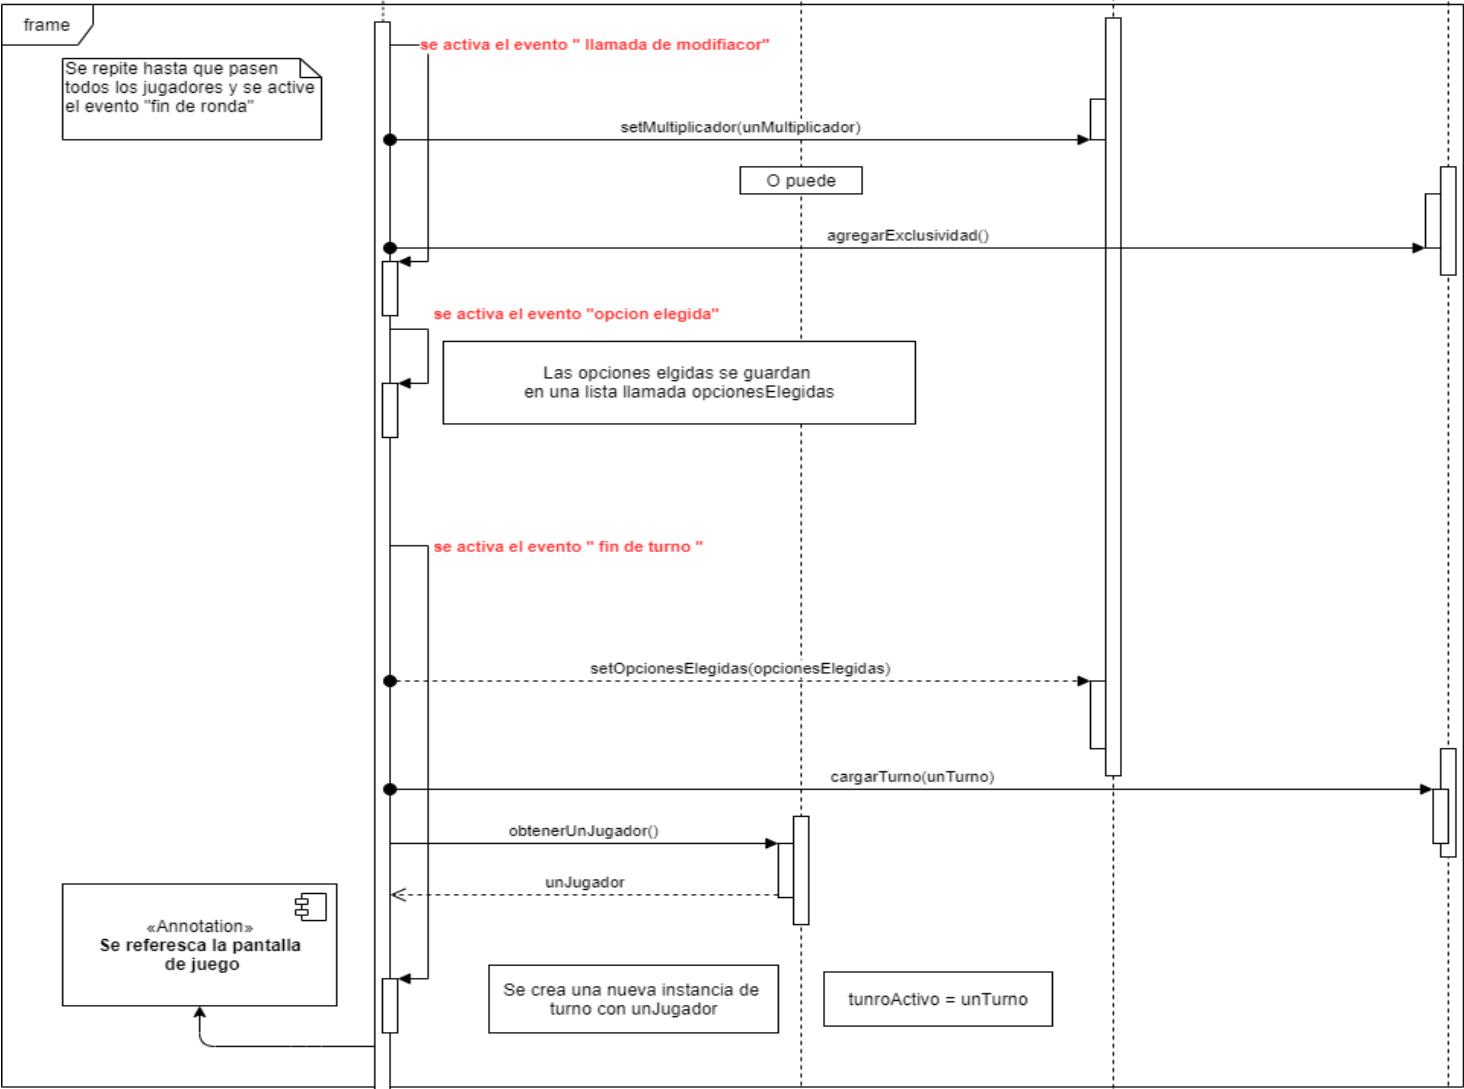 frame
se activa el evento " llamada de modifiacor"
Se repite hasta que pasen
todos los jugadores y se active
el evento "fin de ronda"
setMultiplicador(unMultiplicador)
O puede
agregarExclusividad()
se activa el evento "opcion elegida"
Las opciones elgidas se guardan
en una lista llamada opcionesElegidas
se activa el evento " fin de turno "
setOpcionesElegidas(opcionesElegidas)
cargarTurno(unTurno)
obtenerUnJugador()
unJugador
«Annotation»
Se referesca la pantalla
de juego
Se crea una nueva instancia de
turno con unJugador
tunroActivo = unTurno